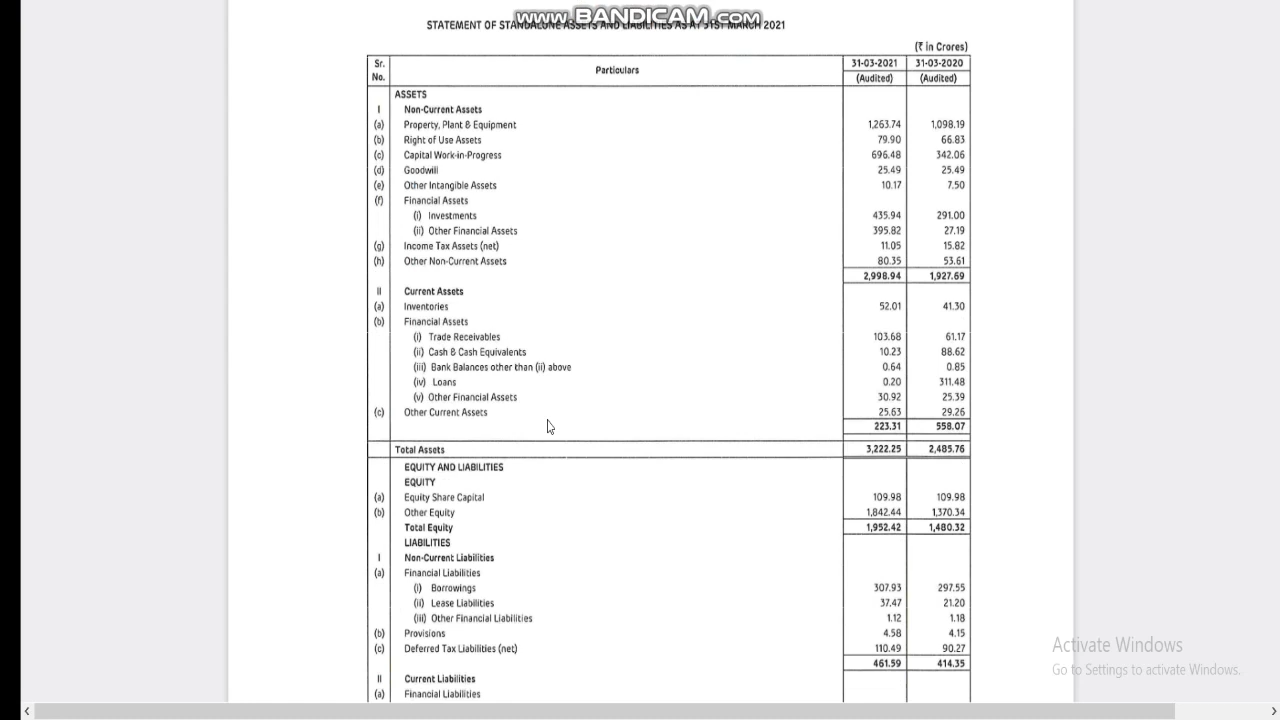 www.BANDICAM.com
STATEMENT OF STANDALONE ASSETS AND LIABILITIES AS AT 31ST MARCH 2021
(₹ in Crores)
Sr. No. Particulars 31-03-2021 (Audited) 31-03-2020 (Audited)
ASSETS
I Non-Current Assets
(a) Property, Plant & Equipment 1,263.74 1,098.19
(b) Right of Use Assets 79.90 66.83
(c) Capital Work-in-Progress 696.48 342.06
(d) Goodwill 25.49 25.49
(e) Other Intangible Assets 10.17 7.50
(f) Financial Assets
(i) Investments 435.94 291.00
(ii) Other Financial Assets 395.82 27.19
(g) Income Tax Assets (net) 11.05 15.82
(h) Other Non-Current Assets 80.35 53.61
2,998.94 1,927.69
II Current Assets
(a) Inventories 52.01 41.30
(b) Financial Assets
(i) Trade Receivables 103.68 61.17
(ii) Cash & Cash Equivalents 10.23 88.62
(iii) Bank Balances other than (ii) above 0.64 0.85
(iv) Loans 0.20 311.48
(v) Other Financial Assets 30.92 25.39
(c) Other Current Assets 25.63 29.26
223.31 558.07
Total Assets 3,222.25 2,485.76
EQUITY AND LIABILITIES
EQUITY
(a) Equity Share Capital 109.98 109.98
(b) Other Equity 1,842.44 1,370.34
Total Equity 1,952.42 1,480.32
LIABILITIES
I Non-Current Liabilities
(a) Financial Liabilities
(i) Borrowings 307.93 297.55
(ii) Lease Liabilities 37.47 21.20
(iii) Other Financial Liabilities 1.12 1.18
(b) Provisions 4.58 4.15
(c) Deferred Tax Liabilities (net) 110.49 90.27
461.59 414.35
II Current Liabilities
(a) Financial Liabilities
Activate Windows
Go to Settings to activate Windows.